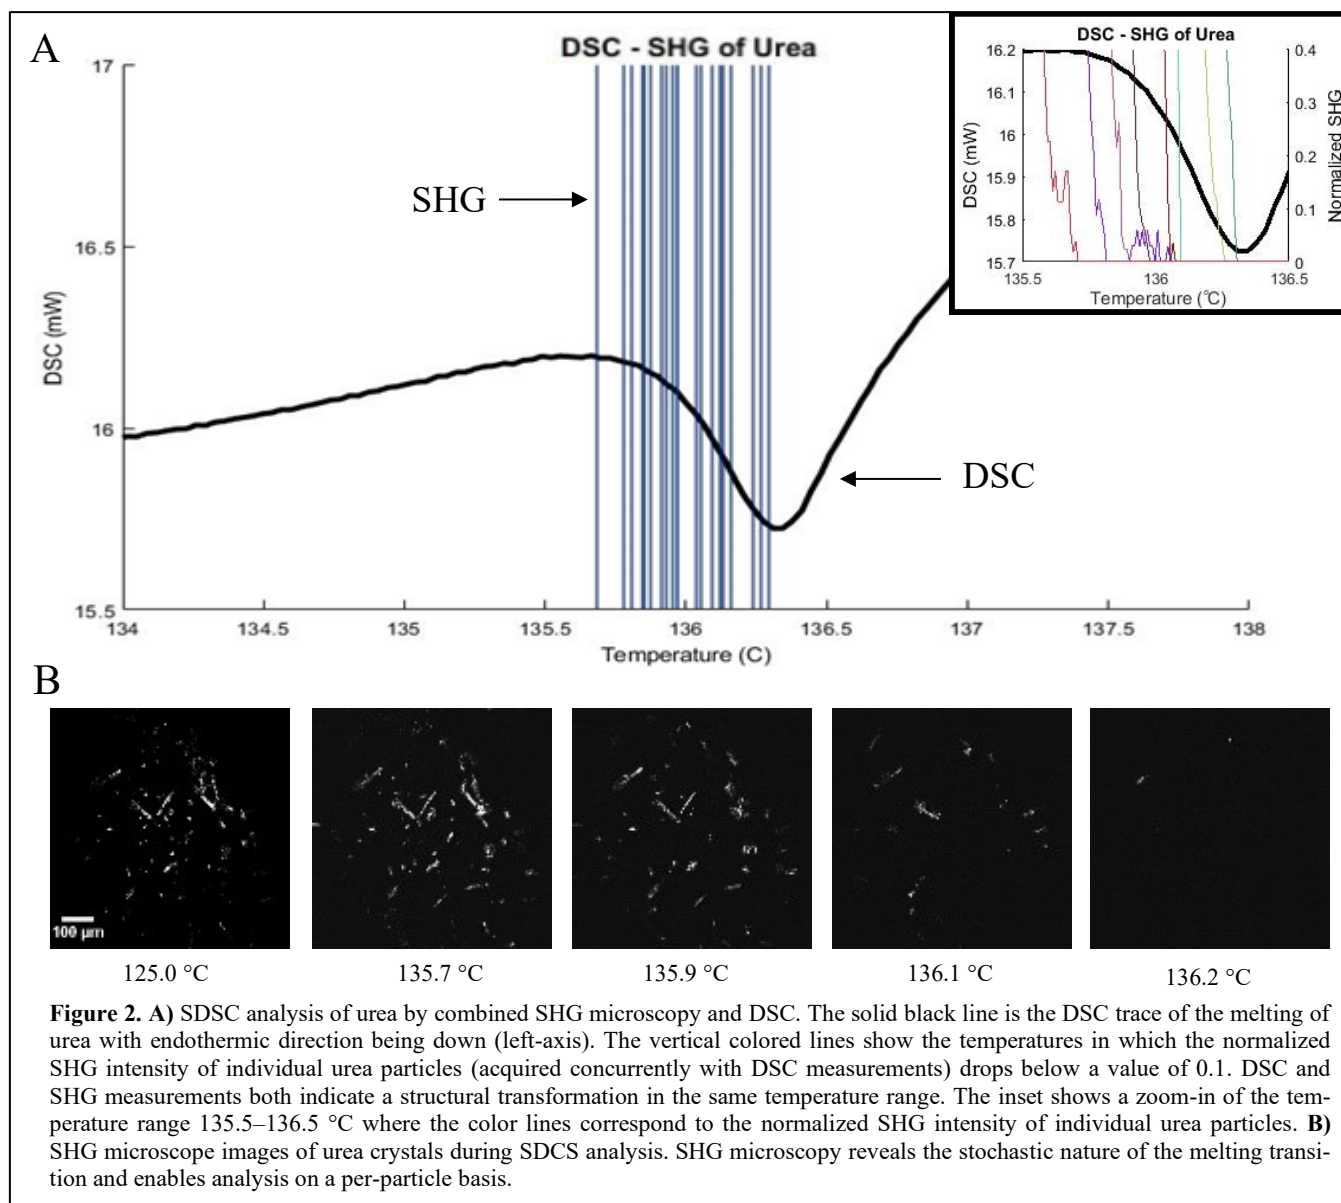 A
DSC - SHG of Urea
17
16.5
16
15.5
DSC (mW)
SHG
DSC
134
134.5
135
135.5
136
136.5
137
137.5
138
Temperature (C)
DSC - SHG of Urea
16.2
16.1
16
15.9
15.8
15.7
DSC (mW)
0.4
0.3
0.2
0.1
0
Normalized SHG
135.5
136
136.5
Temperature (°C)
B
100 µm
125.0 °C
135.7 °C
135.9 °C
136.1 °C
136.2 °C
Figure 2. A) SDSC analysis of urea by combined SHG microscopy and DSC. The solid black line is the DSC trace of the melting of
urea with endothermic direction being down (left-axis). The vertical colored lines show the temperatures in which the normalized
SHG intensity of individual urea particles (acquired concurrently with DSC measurements) drops below a value of 0.1. DSC and
SHG measurements both indicate a structural transformation in the same temperature range. The inset shows a zoom-in of the tem-
perature range 135.5–136.5 °C where the color lines correspond to the normalized SHG intensity of individual urea particles. B)
SHG microscope images of urea crystals during SDCS analysis. SHG microscopy reveals the stochastic nature of the melting transi-
tion and enables analysis on a per-particle basis.